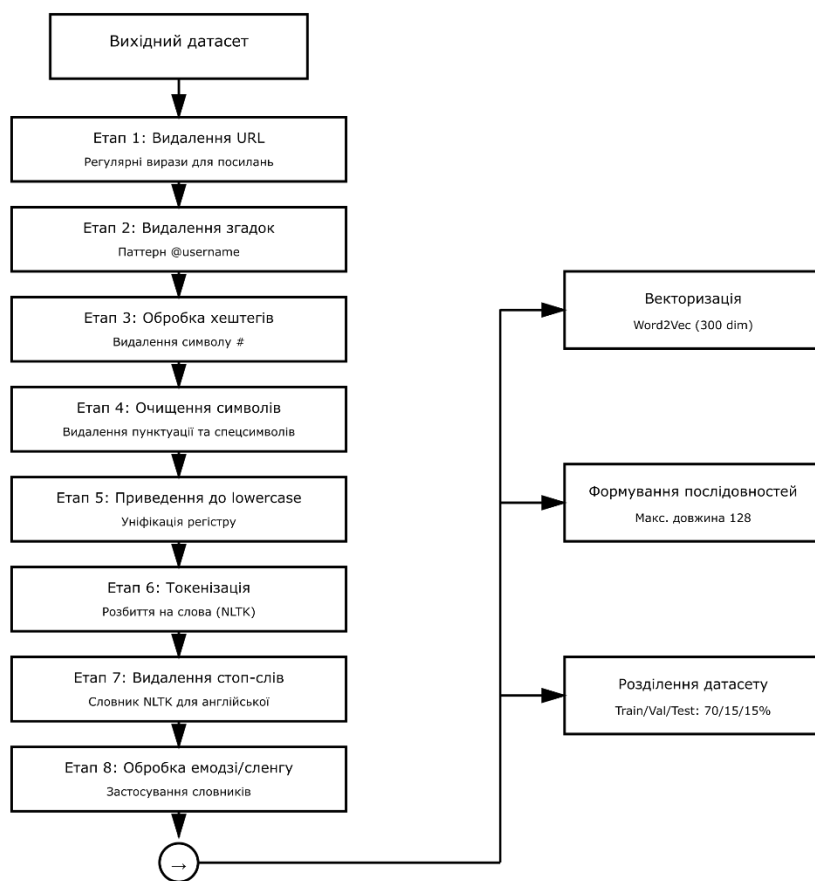 Вихідний датасет
Етап 1: Видалення URL
Регулярні вирази для посилань
Етап 2: Видалення згадок
Паттерн @username
Етап 3: Обробка хештегів
Видалення символу #
Етап 4: Очищення символів
Видалення пунктуації та спецсимволів
Етап 5: Приведення до lowercase
Уніфікація регістру
Етап 6: Токенізація
Розбиття на слова (NLTK)
Етап 7: Видалення стоп-слів
Словник NLTK для англійської
Етап 8: Обробка емодзі/сленгу
Застосування словників
→
Векторизація
Word2Vec (300 dim)
Формування послідовностей
Макс. довжина 128
Розділення датасету
Train/Val/Test: 70/15/15%